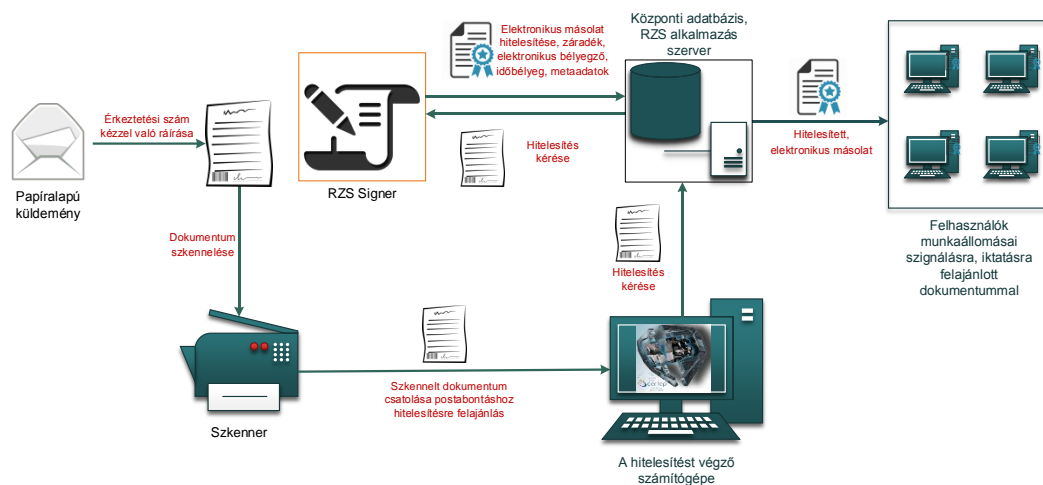 Papíralapú
küldemény
Érkeztetési szám
kézzel való ráírása
RZS Signer
Elektronikus másolat
hitelesítése, záradék,
elektronikus bélyegző,
időbélyeg, metaadatok
Hitelesítés
kérése
Központi adatbázis,
RZS alkalmazás
szerver
Hitelesített,
elektronikus másolat
Felhasználók
munkaállomásai
szignálásra, iktatásra
felajánlott
dokumentummal
Dokumentum
szkennelése
Szkenner
Szkennelt dokumentum
csatolása postabontáshoz
hitelesítésre felajánlás
Hitelesítés
kérése
A hitelesítést végző
számítógépe